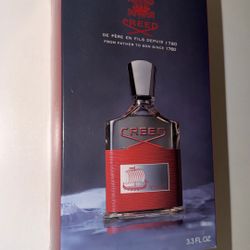 CREED
DE PÈRE EN FILS DEPUIS 1760
FROM FATHER TO SON SINCE 1760
CREED
3.3 FL.OZ